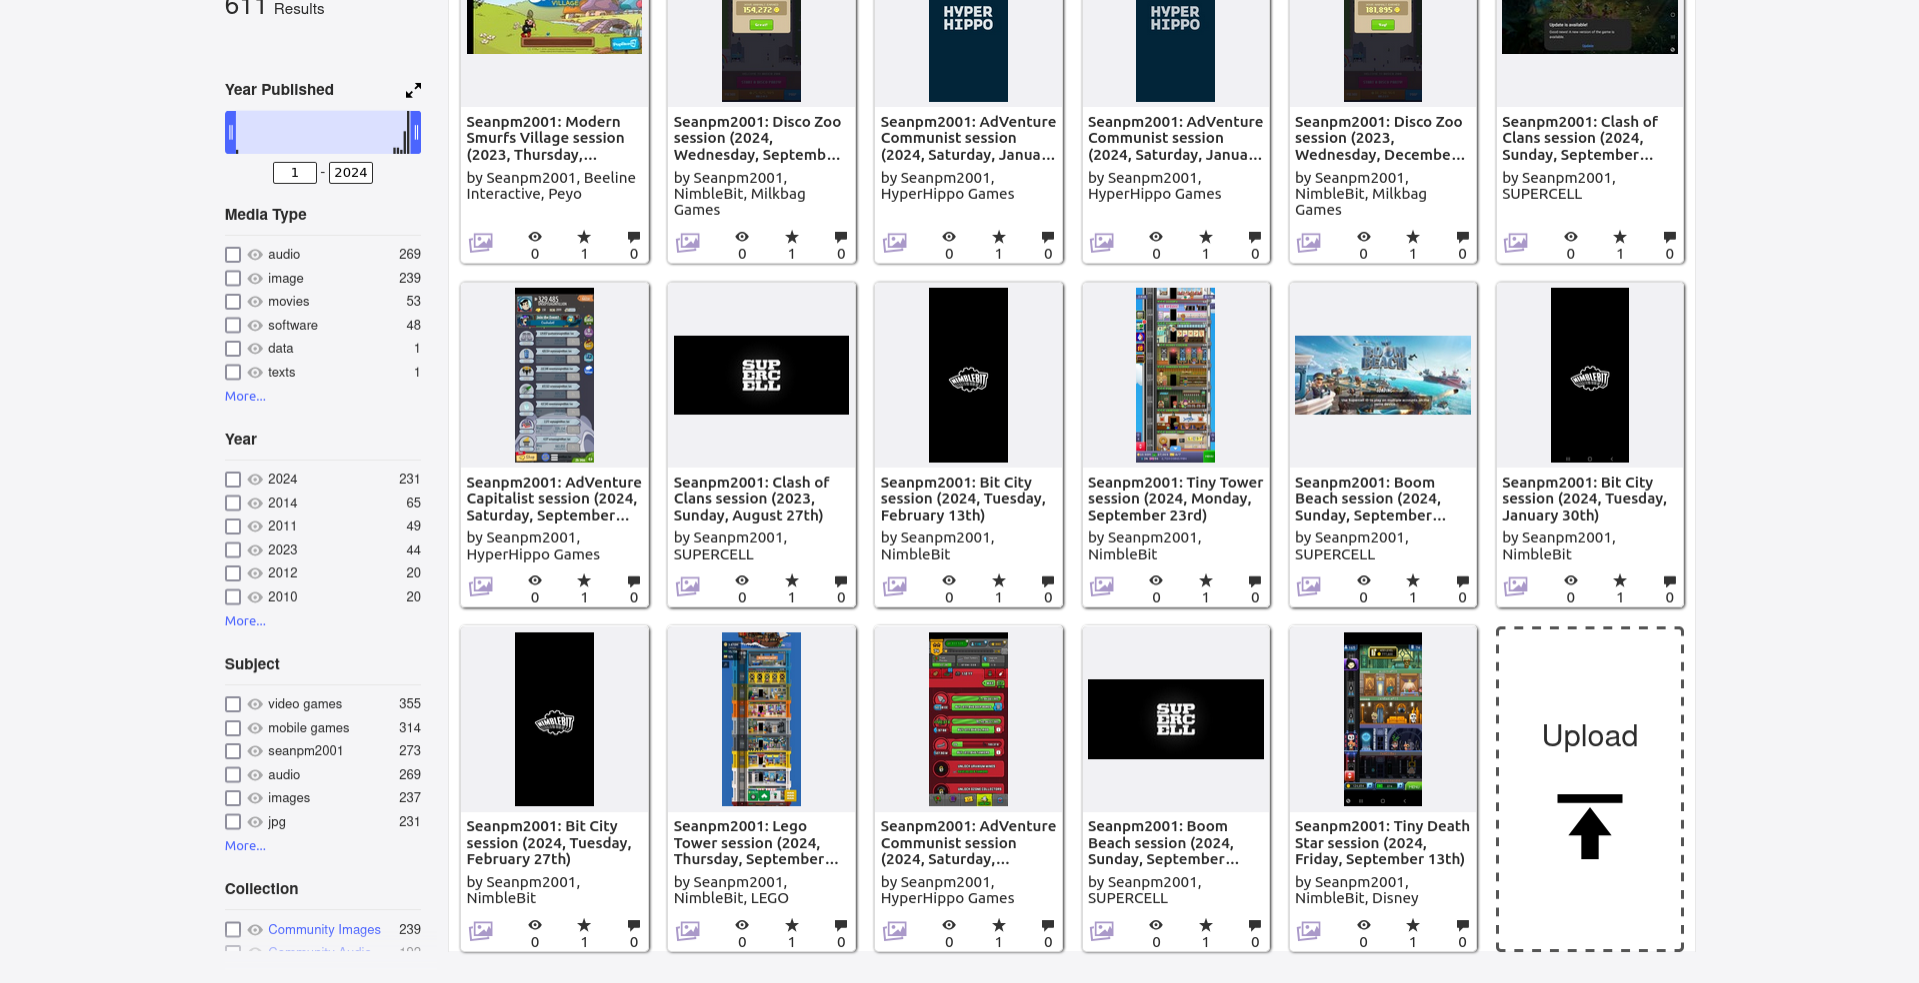 611 Results
Year Published
1 - 2024
Media Type
audio 269
image 239
movies 53
software 48
data 1
texts 1
More...
Year
2024 231
2014 65
2011 49
2023 44
2012 20
2010 20
More...
Subject
video games 355
mobile games 314
seanpm2001 273
audio 269
images 237
jpg 231
More...
Collection
Community Images 239
VILLAGE
154,272
HYPER
HIPPO
HYPER
HIPPO
181,895
Update is available!
Update
Seanpm2001: Modern
Smurfs Village session
(2023, Thursday,...
by Seanpm2001, Beeline
Interactive, Peyo
0 1 0
Seanpm2001: Disco Zoo
session (2024,
Wednesday, Septemb...
by Seanpm2001,
NimbleBit, Milkbag
Games
0 1 0
Seanpm2001: AdVenture
Communist session
(2024, Saturday, Janua...
by Seanpm2001,
HyperHippo Games
0 1 0
Seanpm2001: AdVenture
Communist session
(2024, Saturday, Janua...
by Seanpm2001,
HyperHippo Games
0 1 0
Seanpm2001: Disco Zoo
session (2023,
Wednesday, Decembe...
by Seanpm2001,
NimbleBit, Milkbag
Games
0 1 0
Seanpm2001: Clash of
Clans session (2024,
Sunday, September...
by Seanpm2001,
SUPERCELL
0 1 0
Seanpm2001: AdVenture
Capitalist session (2024,
Saturday, September...
by Seanpm2001,
HyperHippo Games
0 1 0
SUP
ERC
ELL
Seanpm2001: Clash of
Clans session (2023,
Sunday, August 27th)
by Seanpm2001,
SUPERCELL
0 1 0
NIMBLEBIT
Seanpm2001: Bit City
session (2024, Tuesday,
February 13th)
by Seanpm2001,
NimbleBit
0 1 0
Seanpm2001: Tiny Tower
session (2024, Monday,
September 23rd)
by Seanpm2001,
NimbleBit
0 1 0
BOOM
BEACH
Seanpm2001: Boom
Beach session (2024,
Sunday, September...
by Seanpm2001,
SUPERCELL
0 1 0
NIMBLEBIT
Seanpm2001: Bit City
session (2024, Tuesday,
January 30th)
by Seanpm2001,
NimbleBit
0 1 0
NIMBLEBIT
Seanpm2001: Bit City
session (2024, Tuesday,
February 27th)
by Seanpm2001,
NimbleBit
0 1 0
Seanpm2001: Lego
Tower session (2024,
Thursday, September...
by Seanpm2001,
NimbleBit, LEGO
0 1 0
Seanpm2001: AdVenture
Communist session
(2024, Saturday,...
by Seanpm2001,
HyperHippo Games
0 1 0
SUP
ERC
ELL
Seanpm2001: Boom
Beach session (2024,
Sunday, September...
by Seanpm2001,
SUPERCELL
0 1 0
Seanpm2001: Tiny Death
Star session (2024,
Friday, September 13th)
by Seanpm2001,
NimbleBit, Disney
0 1 0
Upload